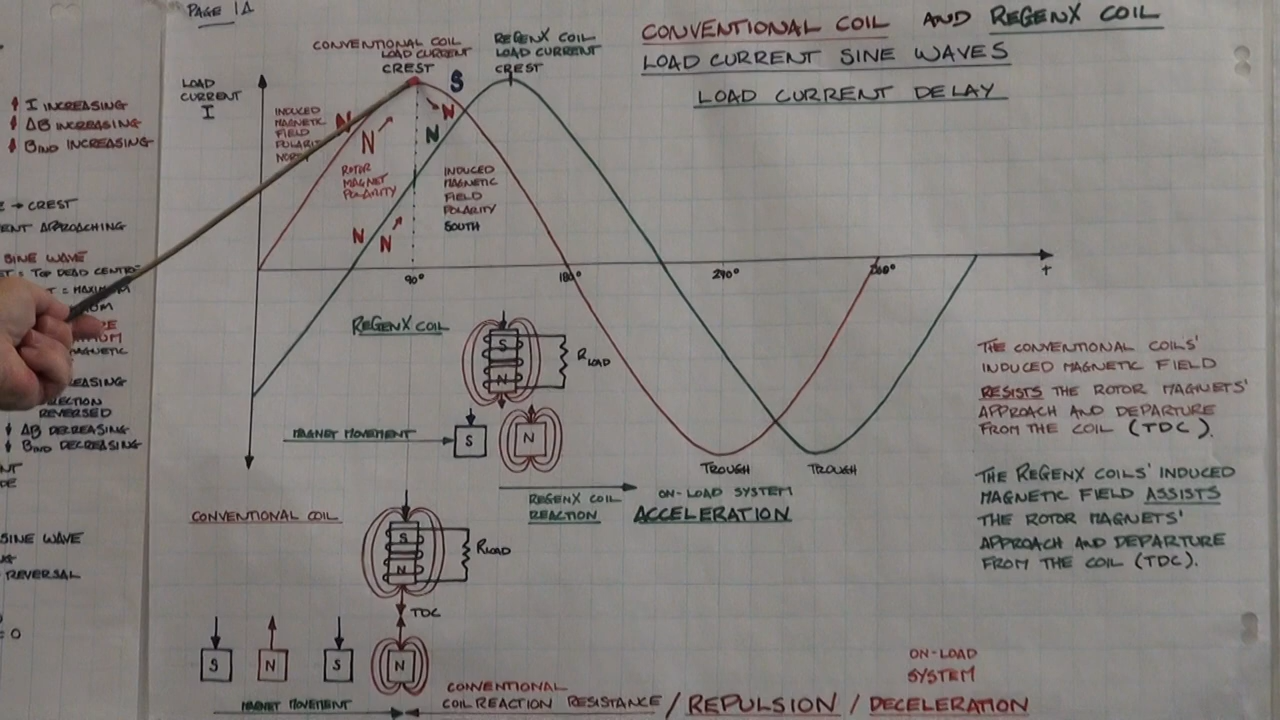 PAGE 1A
CONVENTIONAL COIL AND REGENX COIL
LOAD CURRENT SINE WAVES
LOAD CURRENT DELAY
CONVENTIONAL COIL
LOAD CURRENT
CREST
REGENX COIL
LOAD CURRENT
CREST
S
LOAD
CURRENT
I
INDUCED
MAGNETIC
FIELD
POLARITY
NORTH
N
N
N
N
ROTOR
MAGNET
POLARITY
INDUCED
MAGNETIC
FIELD
POLARITY
SOUTH
N
N
90°
180°
290°
360°
t
I INCREASING
ΔB INCREASING
BIND INCREASING
→ CREST
APPROACHING
SINE WAVE
= TOP DEAD CENTRE
MAGNETIC
REVERSED
ΔB DECREASING
BIND DECREASING
SINE WAVE
REVERSAL
= 0
REGENX COIL
S
N
RLOAD
MAGNET MOVEMENT
S
N
TROUGH
TROUGH
REGENX COIL
REACTION
ON-LOAD SYSTEM
ACCELERATION
CONVENTIONAL COIL
S
N
RLOAD
TDC
S
N
S
N
MAGNET MOVEMENT
CONVENTIONAL
COIL REACTION RESISTANCE / REPULSION / DECELERATION
ON-LOAD
SYSTEM
THE CONVENTIONAL COILS'
INDUCED MAGNETIC FIELD
RESISTS THE ROTOR MAGNETS'
APPROACH AND DEPARTURE
FROM THE COIL (TDC).
THE REGENX COILS' INDUCED
MAGNETIC FIELD ASSISTS
THE ROTOR MAGNETS'
APPROACH AND DEPARTURE
FROM THE COIL (TDC).